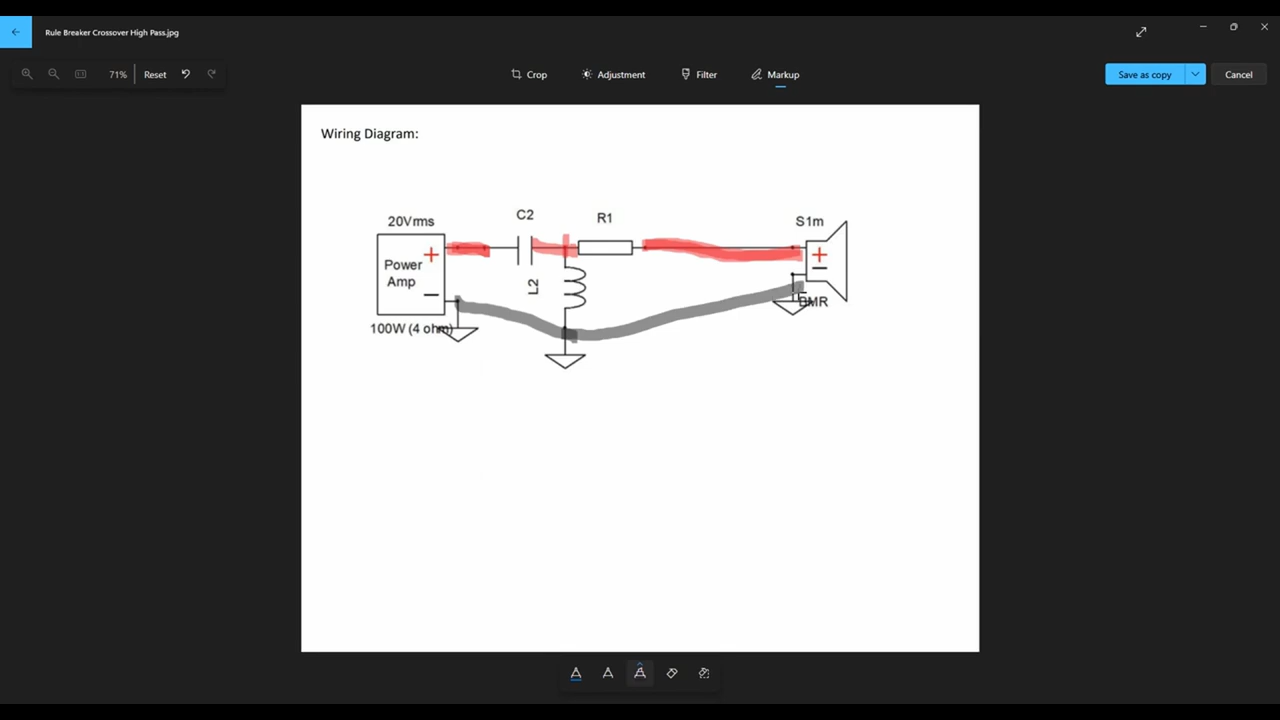 Rule Breaker Crossover High Pass.jpg
71% Reset
Crop Adjustment Filter Markup
Save as copy Cancel
Wiring Diagram:
C2 R1
20Vrms S1m
+ +
Power
Amp
L2
BMR
100W (4 ohm)